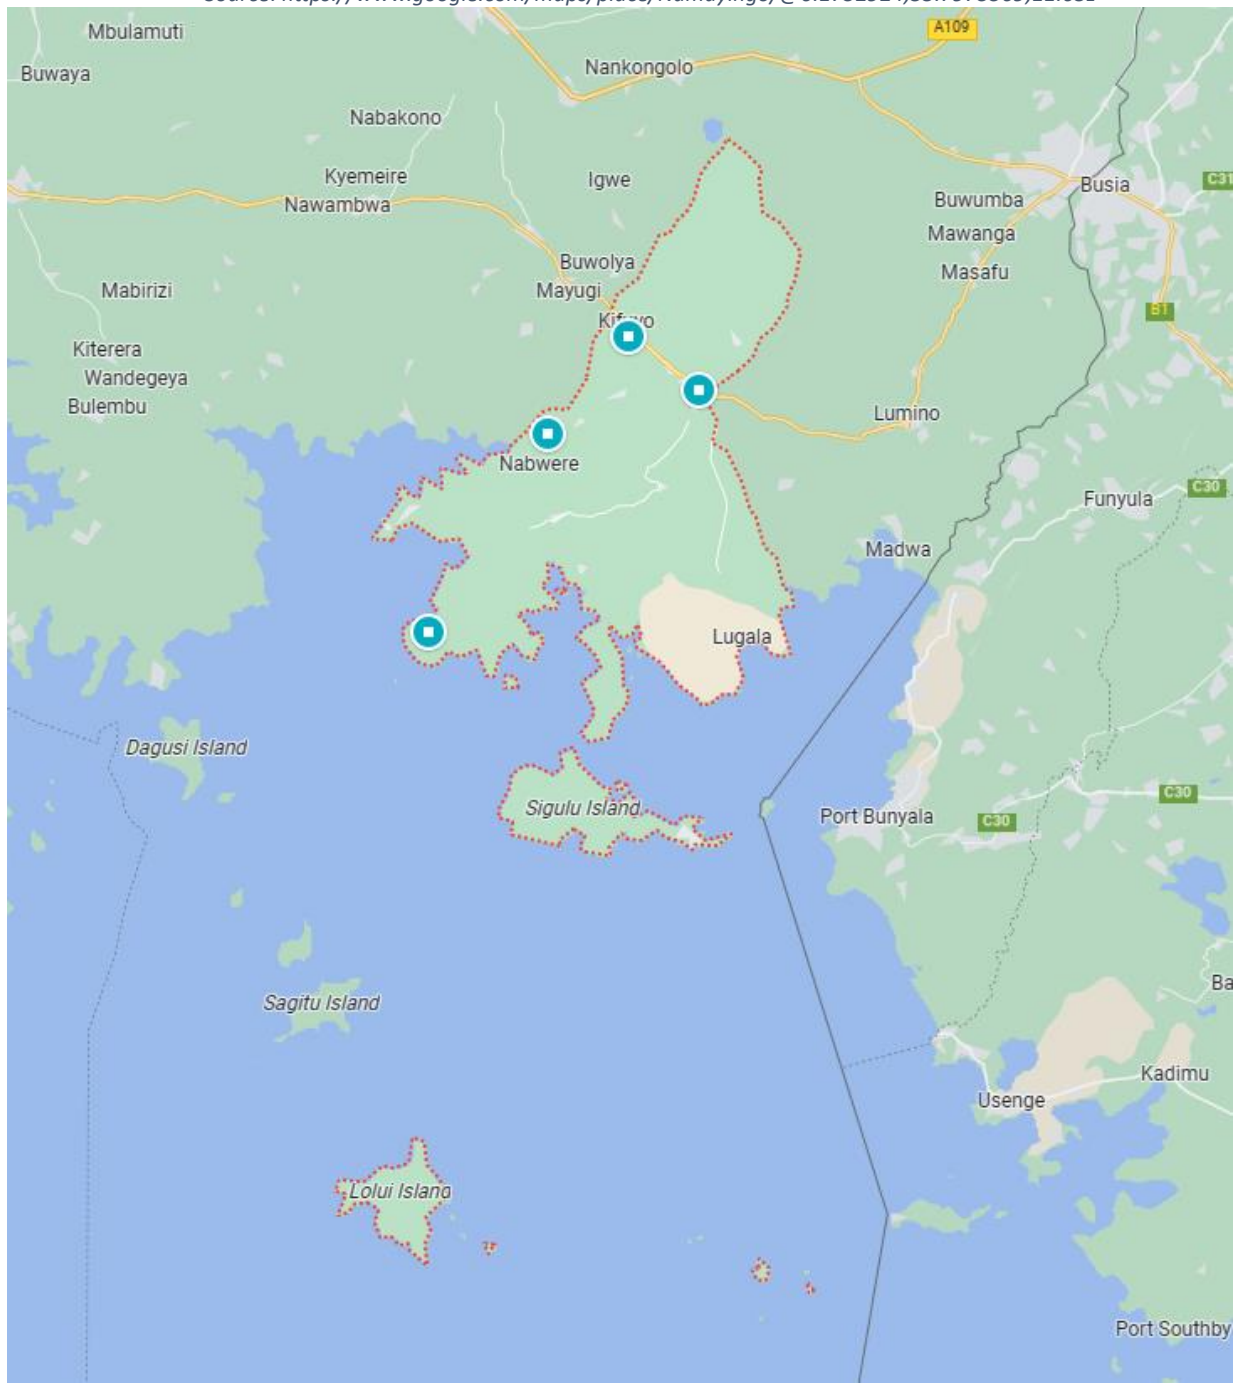 Mbulamuti
A109
Buwaya
Nankongolo
Nabakono
Kyemeire
Igwe
Busia
C31
Nawambwa
Buwumba
Mawanga
Buwolya
Masafu
Mabirizi
Mayugi
B1
Kifuyo
Kiterera
Wandegeya
Bulembu
Lumino
Nabwere
C30
Funyula
Madwa
Lugala
Dagusi Island
C30
Sigulu Island
Port Bunyala
C30
Ba
Sagitu Island
Kadimu
Usenge
Lolui Island
Port Southby